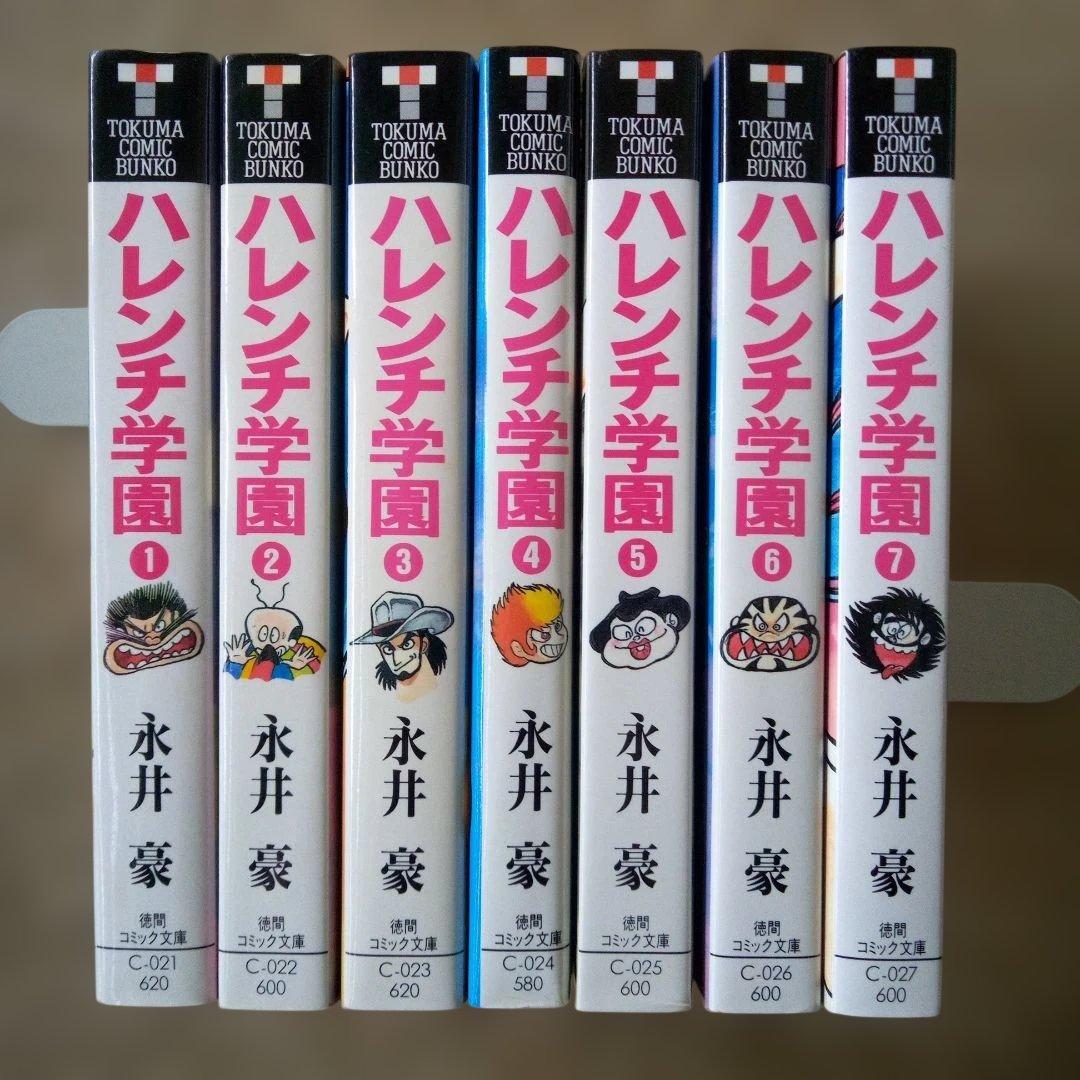 TOKUMA
COMIC
BUNKO
ハレンチ学園
1
永井 豪
徳間
コミック文庫
C-021
620
TOKUMA
COMIC
BUNKO
ハレンチ学園
2
永井 豪
徳間
コミック文庫
C-022
600
TOKUMA
COMIC
BUNKO
ハレンチ学園
3
永井 豪
徳間
コミック文庫
C-023
620
TOKUMA
COMIC
BUNKO
ハレンチ学園
4
永井 豪
徳間
コミック文庫
C-024
580
TOKUMA
COMIC
BUNKO
ハレンチ学園
5
永井 豪
徳間
コミック文庫
C-025
600
TOKUMA
COMIC
BUNKO
ハレンチ学園
6
永井 豪
徳間
コミック文庫
C-026
600
TOKUMA
COMIC
BUNKO
ハレンチ学園
7
永井 豪
徳間
コミック文庫
C-027
600